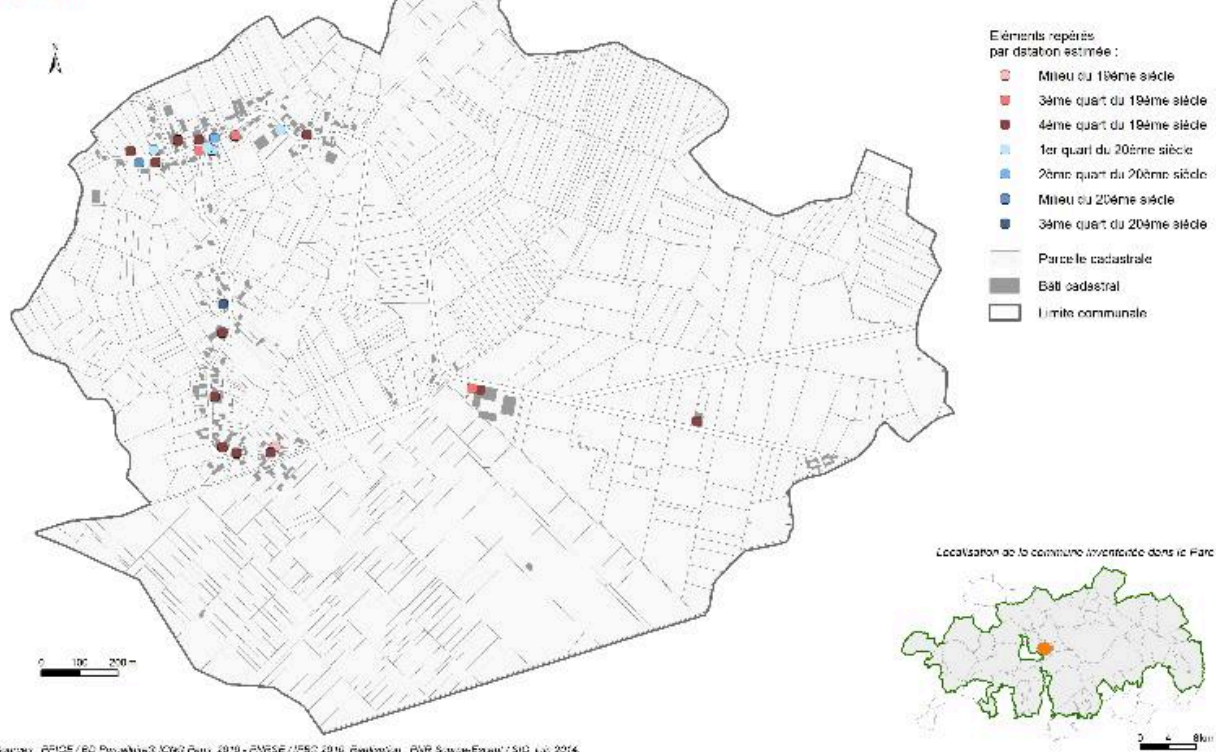 N
Eléments repérés
par datation estimée :
Milieu du 19ème siècle
3ème quart du 19ème siècle
4ème quart du 19ème siècle
1er quart du 20ème siècle
2ème quart du 20ème siècle
Milieu du 20ème siècle
3ème quart du 20ème siècle
Parcelle cadastrale
Bâti cadastral
Limite communale
Localisation de la commune inventoriée dans le Parc
0 100 200 m
0 4 8km